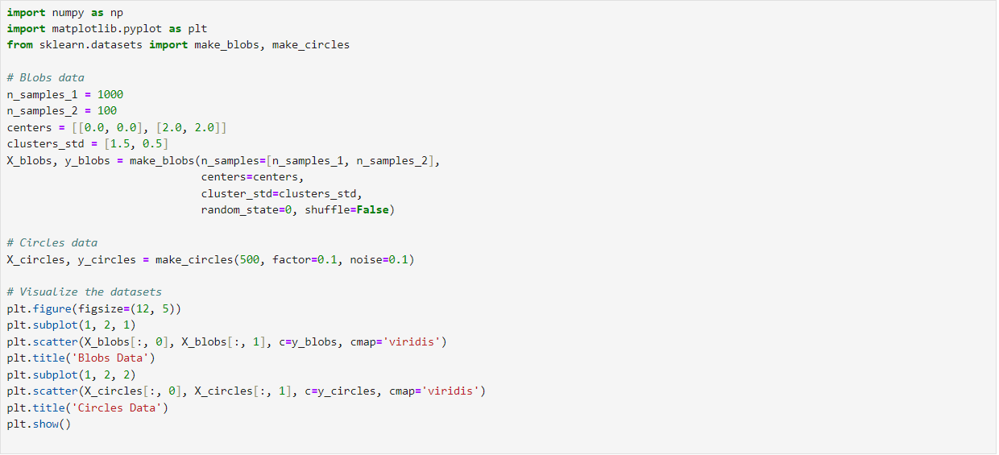 import numpy as np
import matplotlib.pyplot as plt
from sklearn.datasets import make_blobs, make_circles

# Blobs data
n_samples_1 = 1000
n_samples_2 = 100
centers = [[0.0, 0.0], [2.0, 2.0]]
clusters_std = [1.5, 0.5]
X_blobs, y_blobs = make_blobs(n_samples=[n_samples_1, n_samples_2],
                              centers=centers,
                              cluster_std=clusters_std,
                              random_state=0, shuffle=False)

# Circles data
X_circles, y_circles = make_circles(500, factor=0.1, noise=0.1)

# Visualize the datasets
plt.figure(figsize=(12, 5))
plt.subplot(1, 2, 1)
plt.scatter(X_blobs[:, 0], X_blobs[:, 1], c=y_blobs, cmap='viridis')
plt.title('Blobs Data')
plt.subplot(1, 2, 2)
plt.scatter(X_circles[:, 0], X_circles[:, 1], c=y_circles, cmap='viridis')
plt.title('Circles Data')
plt.show()